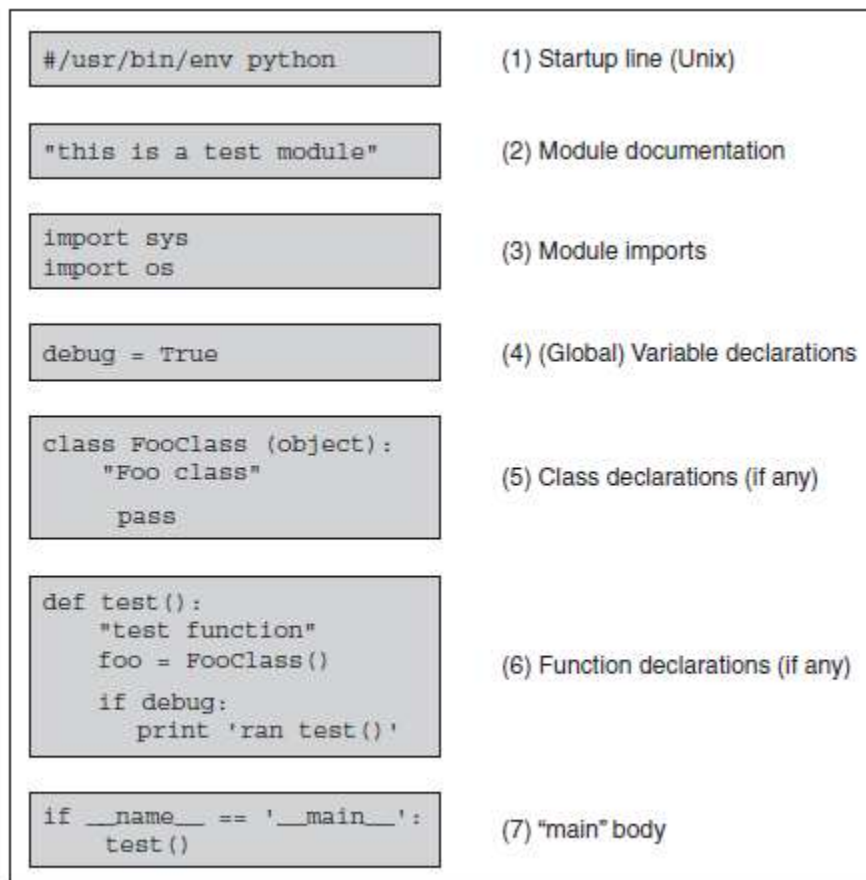 #/usr/bin/env python
(1) Startup line (Unix)
"this is a test module"
(2) Module documentation
import sys
import os
(3) Module imports
debug = True
(4) (Global) Variable declarations
class FooClass (object):
"Foo class"
pass
(5) Class declarations (if any)
def test():
"test function"
foo = FooClass()
if debug:
print 'ran test()'
(6) Function declarations (if any)
if __name__ == '__main__':
test()
(7) “main” body